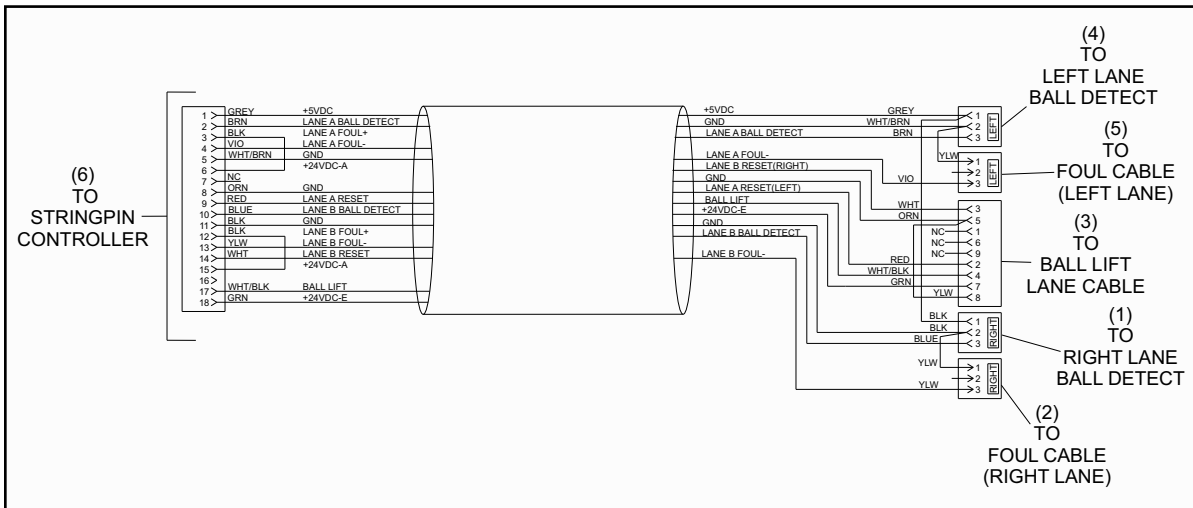 (6)
TO
STRINGPIN
CONTROLLER
1 GREY +5VDC
2 BRN LANE A BALL DETECT
3 BLK LANE A FOUL+
4 VIO LANE A FOUL-
5 WHT/BRN GND
6 +24VDC-A
7 NC
8 ORN GND
9 RED LANE A RESET
10 BLUE LANE B BALL DETECT
11 BLK GND
12 BLK LANE B FOUL+
13 YLW LANE B FOUL-
14 WHT LANE B RESET
15 +24VDC-A
16
17 WHT/BLK BALL LIFT
18 GRN +24VDC-E
+5VDC GREY 1
GND WHT/BRN 2
LANE A BALL DETECT BRN 3
LEFT
YLW 1
2
LANE A FOUL- VIO 3
LEFT
LANE B RESET(RIGHT)
GND
LANE A RESET(LEFT)
BALL LIFT
+24VDC-E
GND
LANE B BALL DETECT
LANE B FOUL-
WHT 3
ORN 5
NC 1
NC 6
NC 9
RED 2
WHT/BLK 4
GRN 7
YLW 8
BLK 1
BLK 2
BLUE 3
RIGHT
YLW 1
2
YLW 3
RIGHT
(4)
TO
LEFT LANE
BALL DETECT
(5)
TO
FOUL CABLE
(LEFT LANE)
(3)
TO
BALL LIFT
LANE CABLE
(1)
TO
RIGHT LANE
BALL DETECT
(2)
TO
FOUL CABLE
(RIGHT LANE)